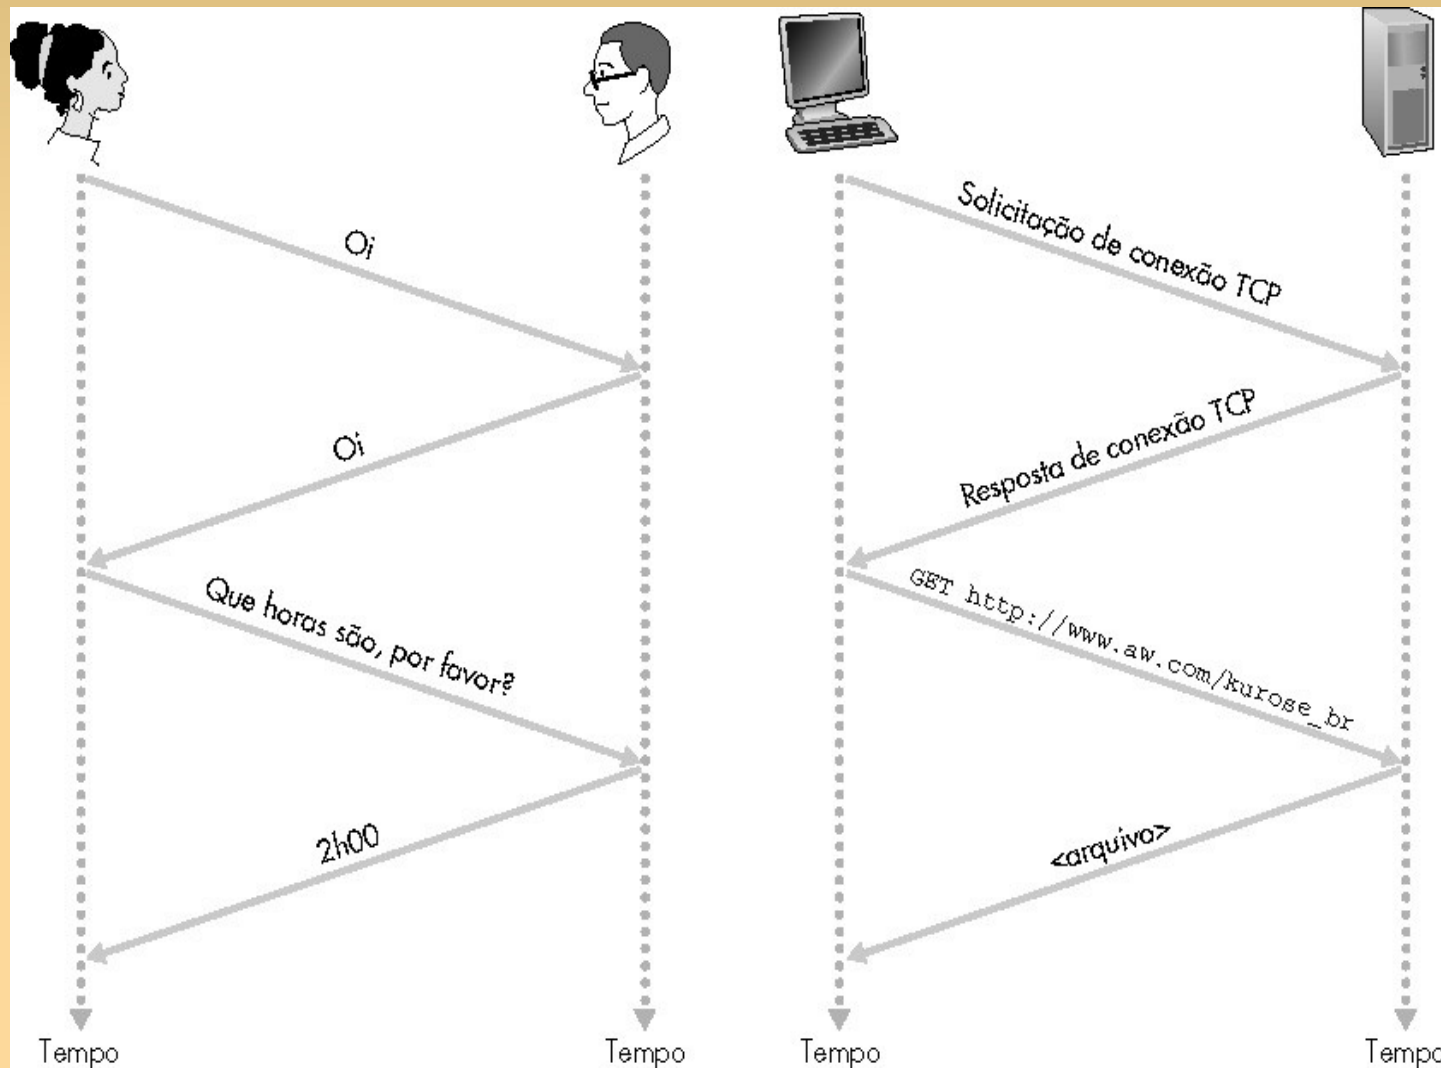 Oi
Oi
Que horas são, por favor?
2h00
Tempo
Tempo
Solicitação de conexão TCP
Resposta de conexão TCP
GET http://www.aw.com/kurose_br
<arquivo>
Tempo
Tempo